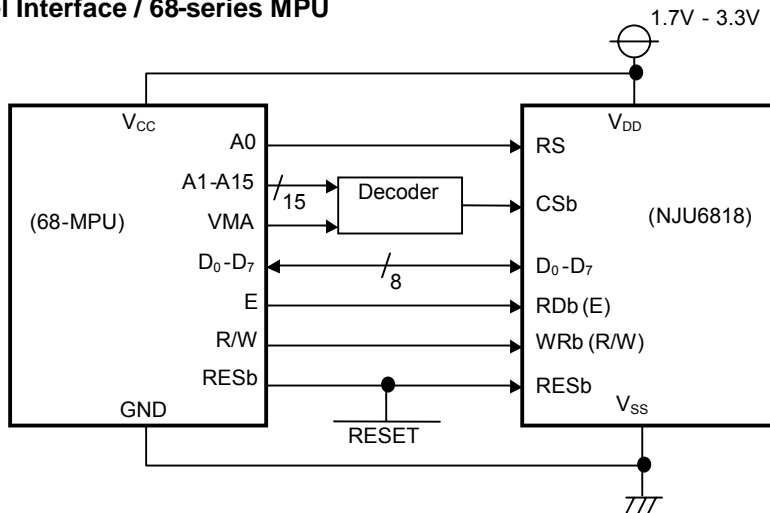 l Interface / 68-series MPU
1.7V - 3.3V
VCC
VDD
A0
RS
A1-A15
15
Decoder
CSb
(68-MPU)
VMA
(NJU6818)
D0-D7
8
D0-D7
E
RDb (E)
R/W
WRb (R/W)
RESb
RESb
GND
RESET
VSS